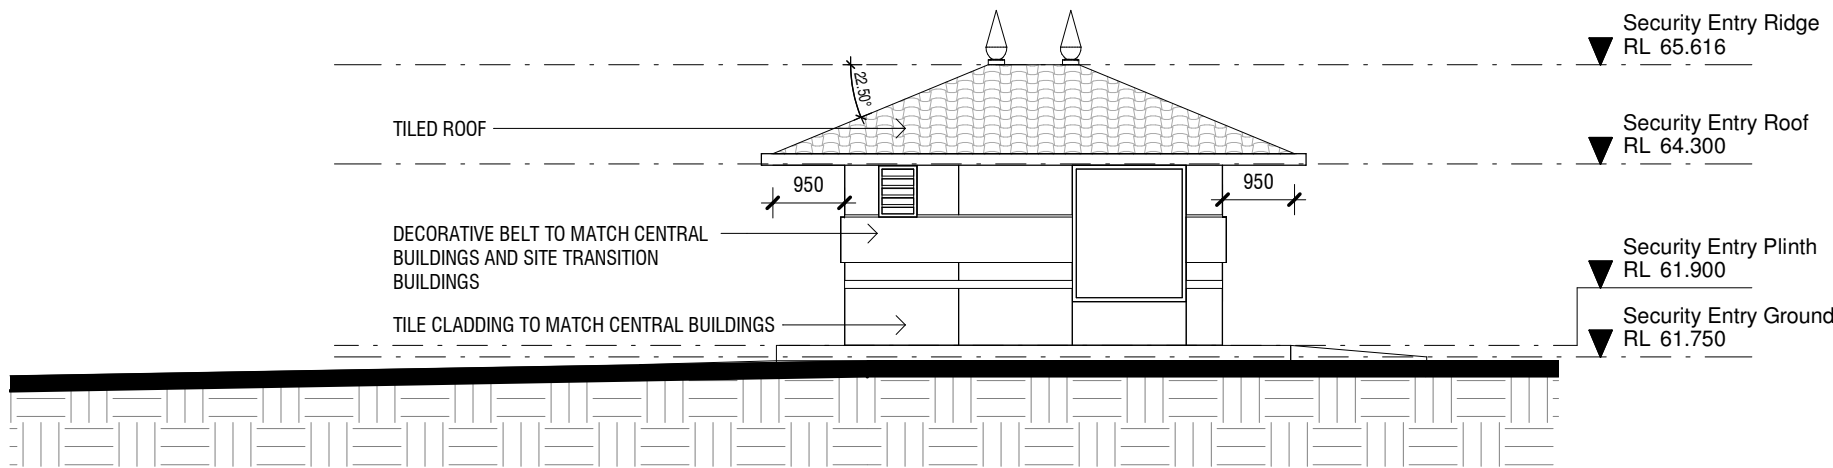 Security Entry Ridge
RL 65.616
22.50°
TILED ROOF
Security Entry Roof
RL 64.300
950
950
DECORATIVE BELT TO MATCH CENTRAL
BUILDINGS AND SITE TRANSITION
BUILDINGS
Security Entry Plinth
RL 61.900
TILE CLADDING TO MATCH CENTRAL BUILDINGS
Security Entry Ground
RL 61.750